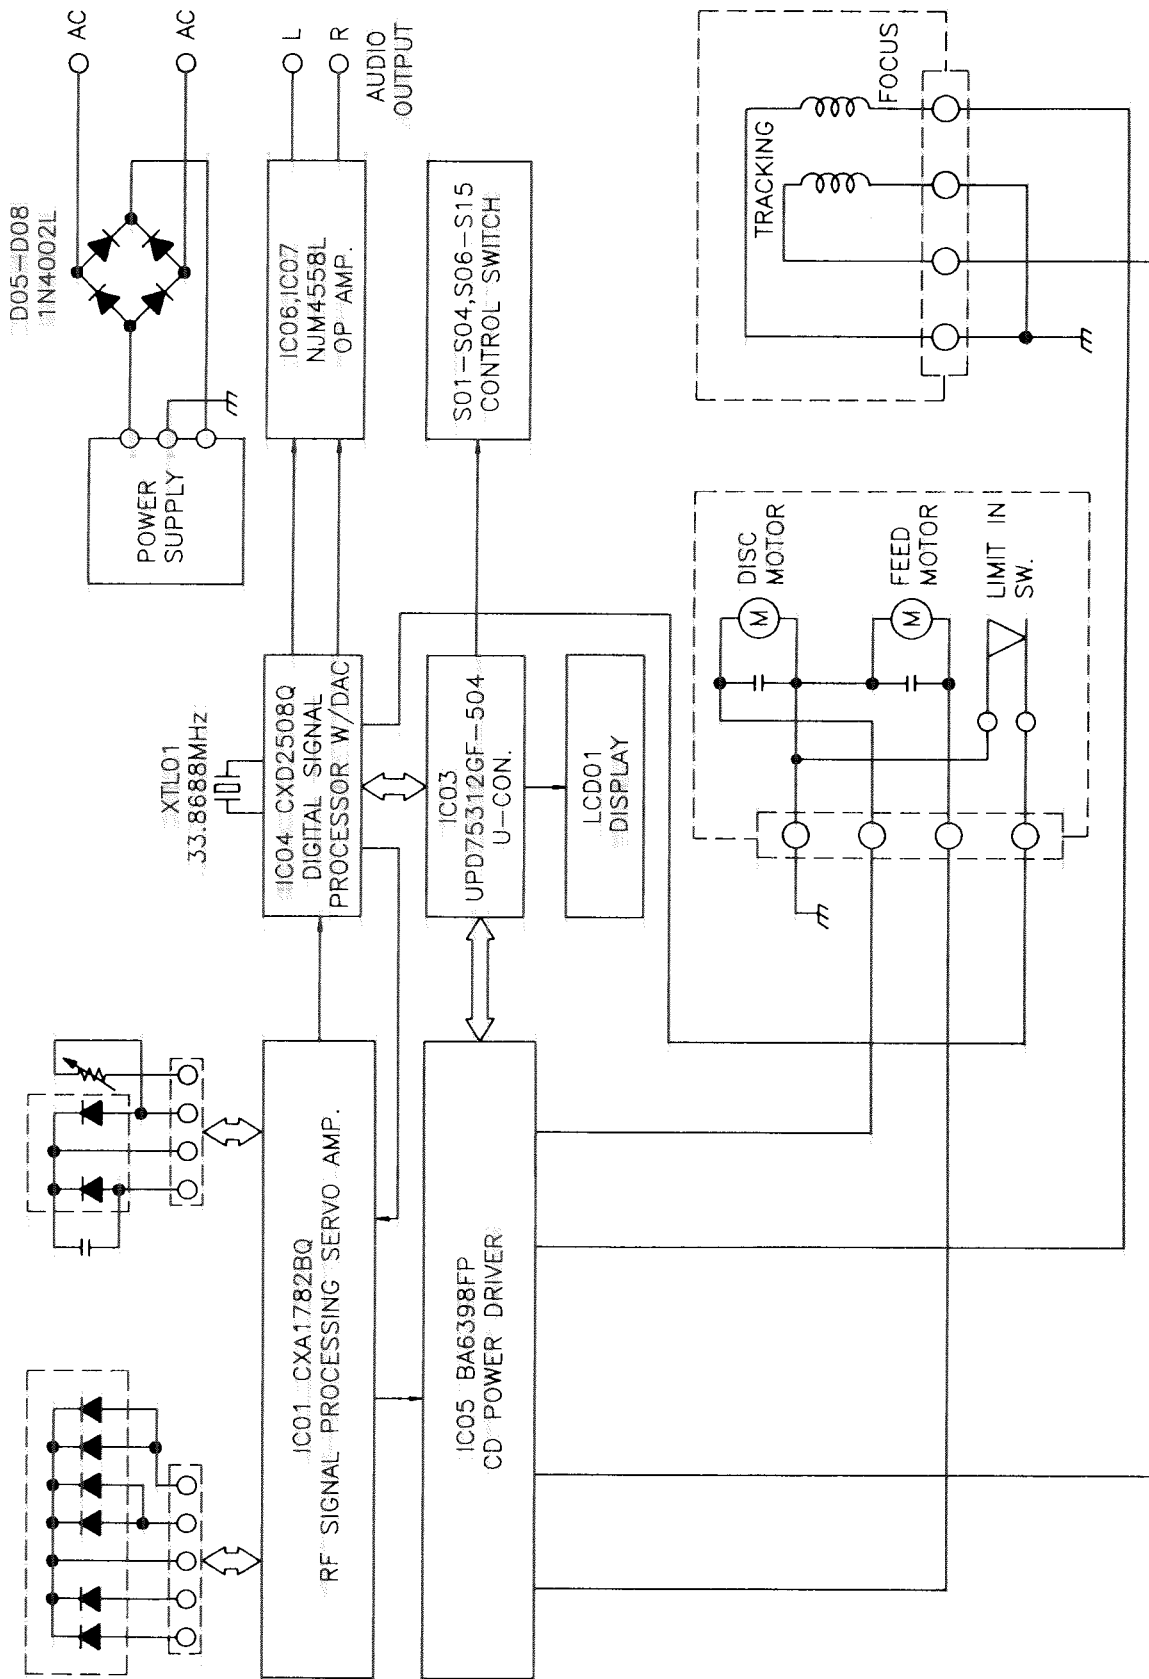 D05-D08
1N4002L
AC
AC
POWER
SUPPLY
L
R
AUDIO
OUTPUT
XTL01
33.8688MHz
IC01 CXA1782BQ
RF SIGNAL PROCESSING SERVO AMP.
IC04 CXD2508Q
DIGITAL SIGNAL
PROCESSOR W/DAC
IC06,IC07
NJM4558L
OP AMP.
IC05 BA6398FP
CD POWER DRIVER
IC03
UPD75312GF-504
U-CON.
S01-S04,S06-S15
CONTROL SWITCH
LCD01
DISPLAY
M
DISC
MOTOR
M
FEED
MOTOR
LIMIT IN
SW.
TRACKING
FOCUS